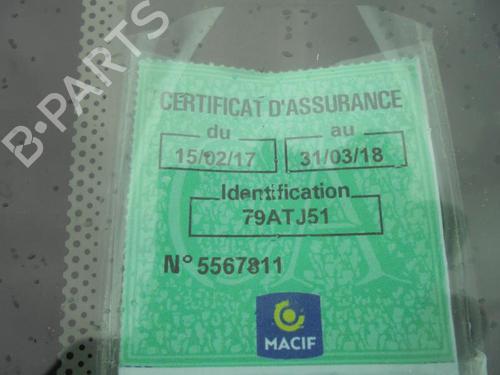 B-PARTS
CERTIFICAT D'ASSURANCE
du au
15/02/17 31/03/18
Identification
79ATJ51
N° 5567811
MACIF